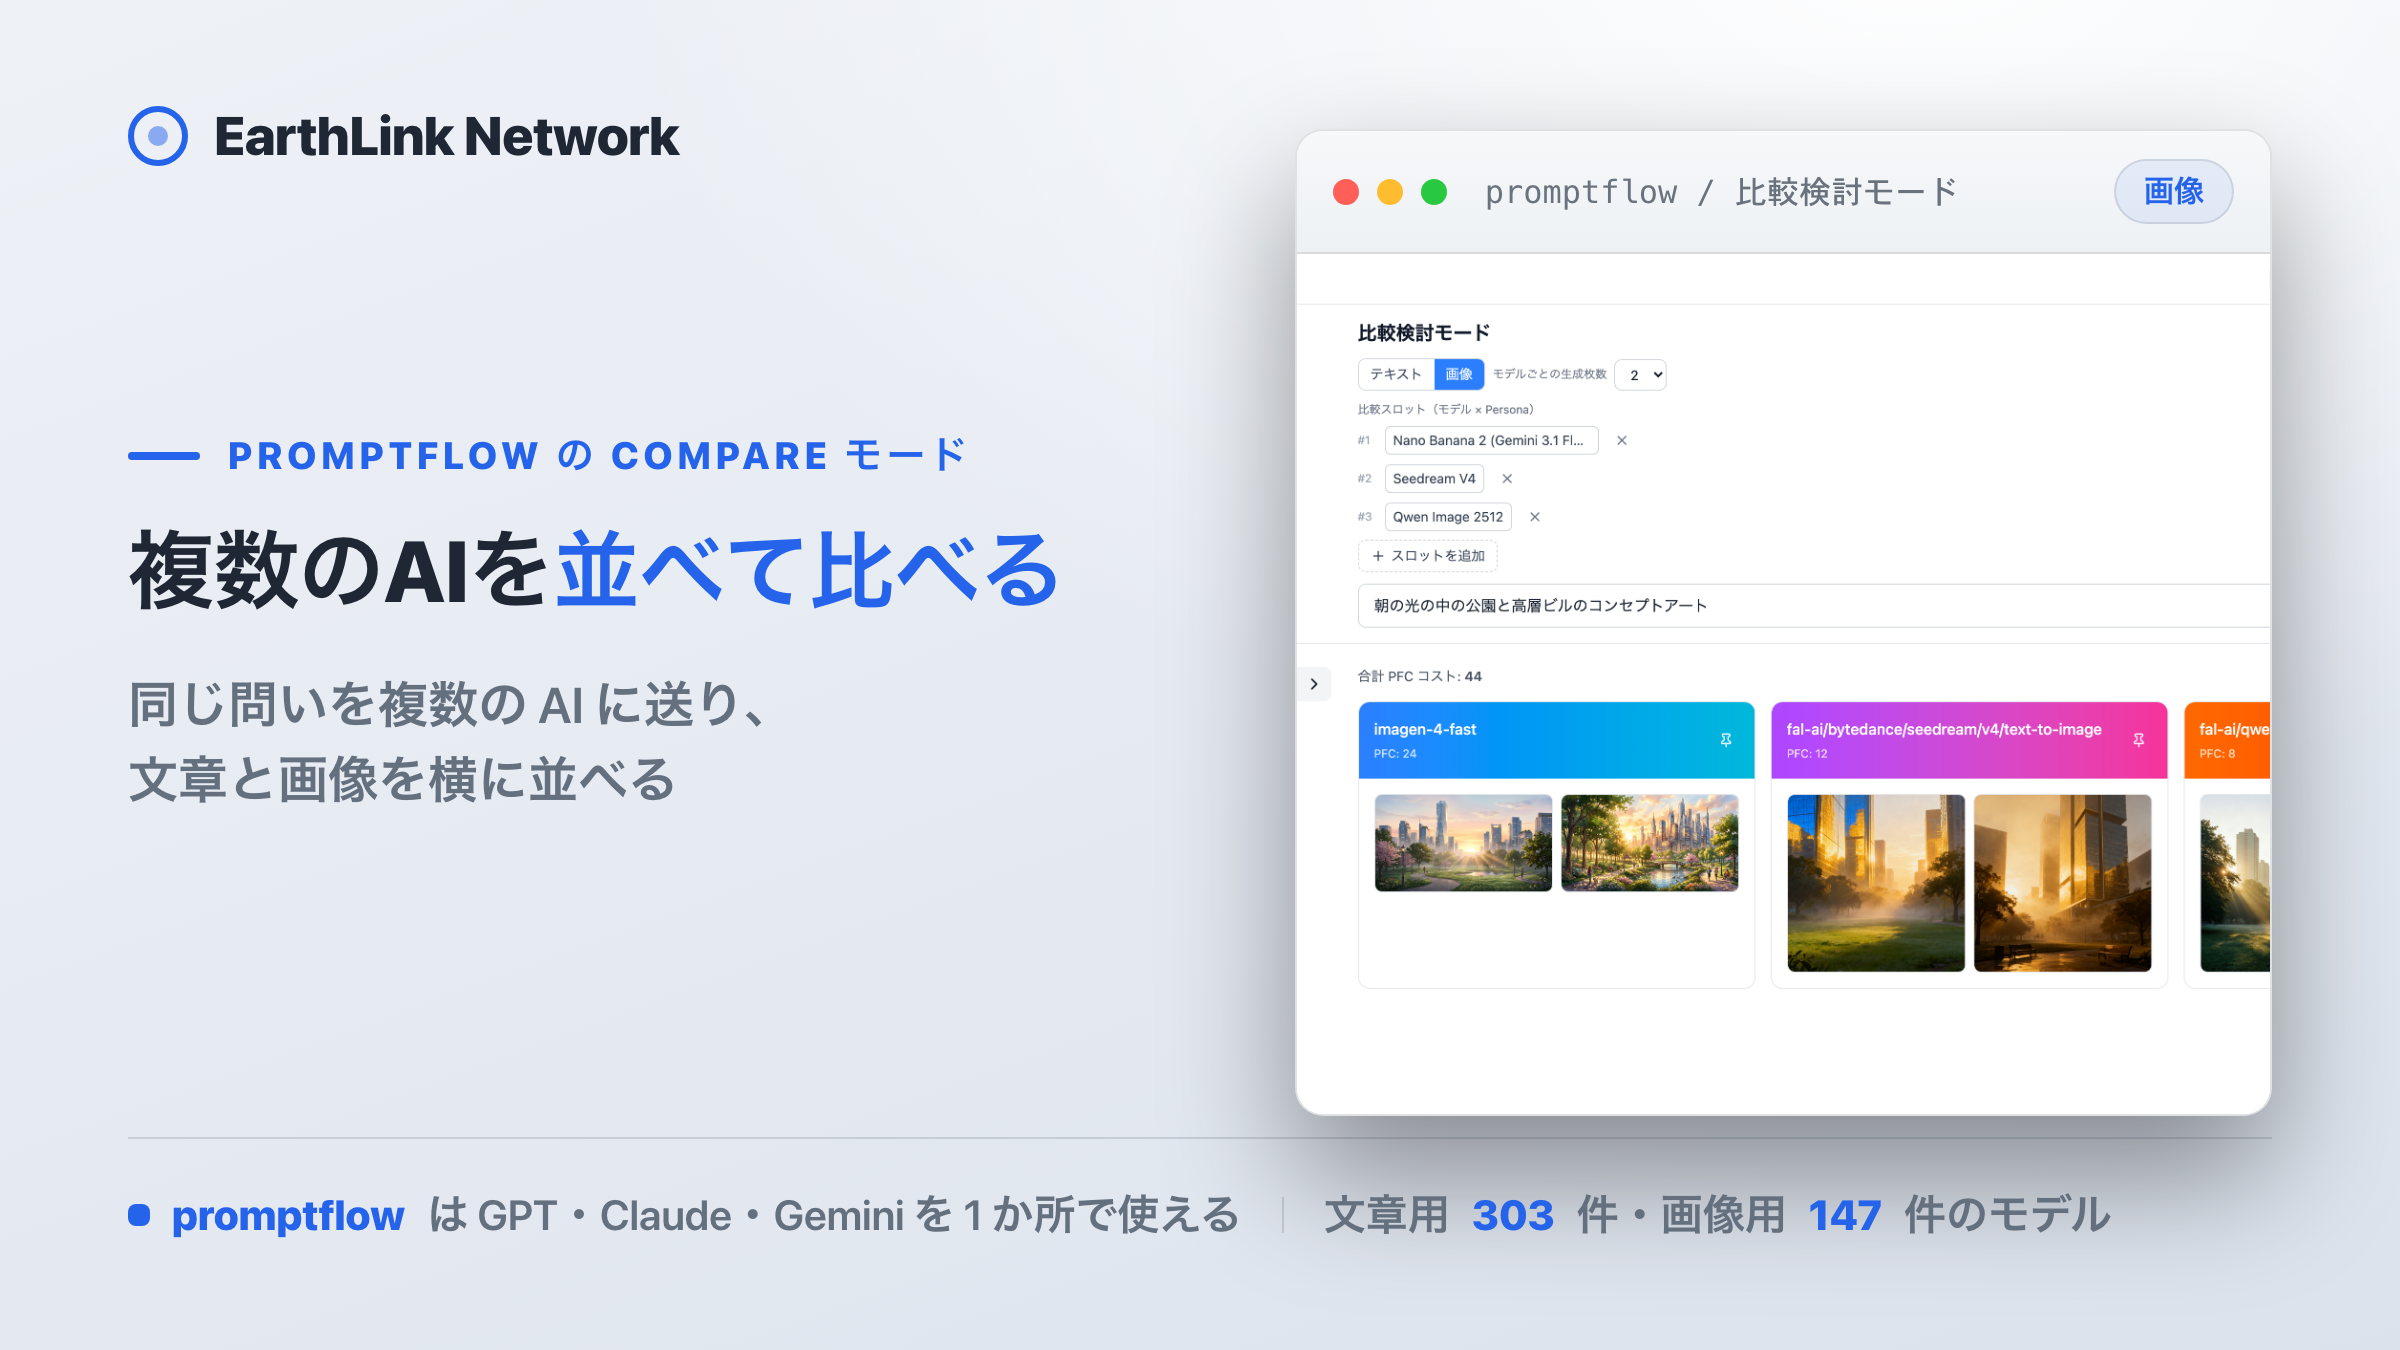 EarthLink Network
PROMPTFLOW の COMPARE モード
複数のAIを並べて比べる
同じ問いを複数の AI に送り、
文章と画像を横に並べる
promptflow / 比較検討モード
画像
比較検討モード
テキスト 画像 モデルごとの生成枚数 2
比較スロット（モデル × Persona）
#1 Nano Banana 2 (Gemini 3.1 Fl... ×
#2 Seedream V4 ×
#3 Qwen Image 2512 ×
+ スロットを追加
朝の光の中の公園と高層ビルのコンセプトアート
合計 PFC コスト: 44
imagen-4-fast
PFC: 24
fal-ai/bytedance/seedream/v4/text-to-image
PFC: 12
fal-ai/qwe
PFC: 8
promptflow は GPT・Claude・Gemini を 1 か所で使える
文章用 303 件・画像用 147 件のモデル